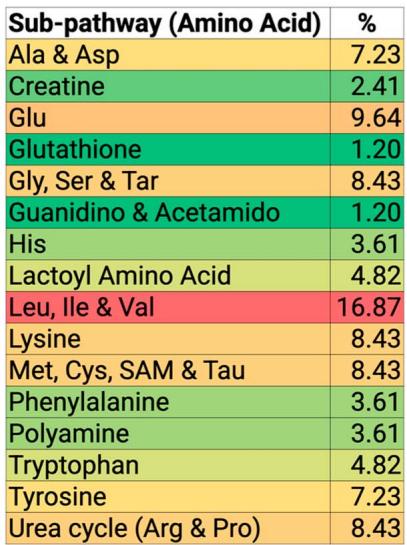 Sub-pathway (Amino Acid) %
Ala & Asp 7.23
Creatine 2.41
Glu 9.64
Glutathione 1.20
Gly, Ser & Tar 8.43
Guanidino & Acetamido 1.20
His 3.61
Lactoyl Amino Acid 4.82
Leu, Ile & Val 16.87
Lysine 8.43
Met, Cys, SAM & Tau 8.43
Phenylalanine 3.61
Polyamine 3.61
Tryptophan 4.82
Tyrosine 7.23
Urea cycle (Arg & Pro) 8.43